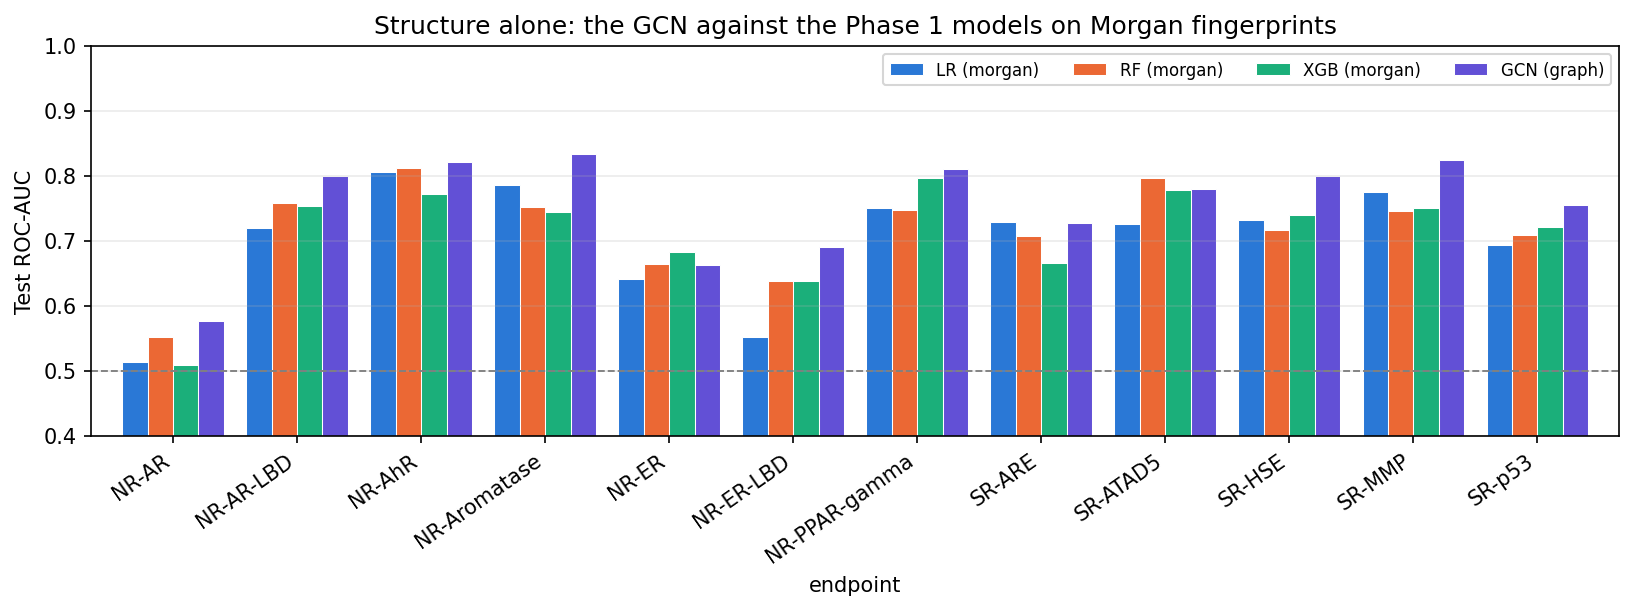 Structure alone: the GCN against the Phase 1 models on Morgan fingerprints
LR (morgan) RF (morgan) XGB (morgan) GCN (graph)
Test ROC-AUC
1.0
0.9
0.8
0.7
0.6
0.5
0.4
NR-AR
NR-AR-LBD
NR-AhR
NR-Aromatase
NR-ER
NR-ER-LBD
NR-PPAR-gamma
SR-ARE
SR-ATAD5
SR-HSE
SR-MMP
SR-p53
endpoint